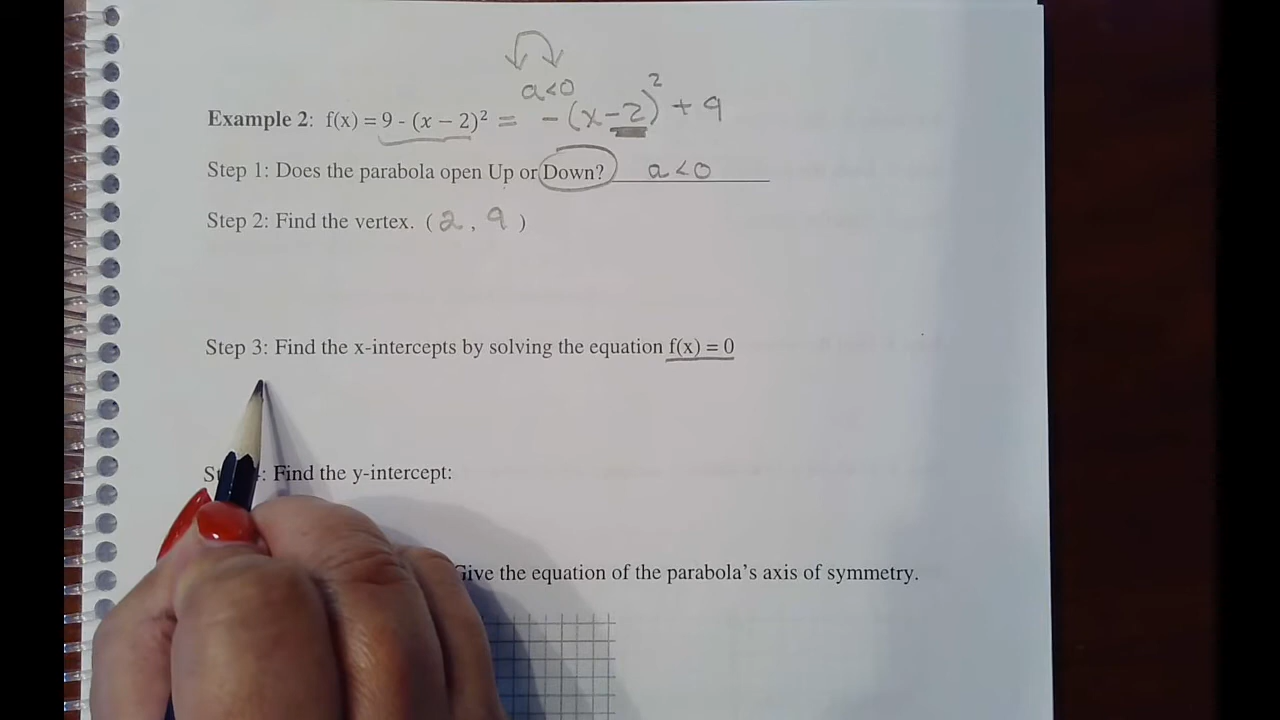 a<0
Example 2: f(x) = 9 - (x – 2)² = -(x-2)² + 9
Step 1: Does the parabola open Up or Down? a<0
Step 2: Find the vertex. (2, 9)
Step 3: Find the x-intercepts by solving the equation f(x) = 0
Find the y-intercept:
Give the equation of the parabola's axis of symmetry.